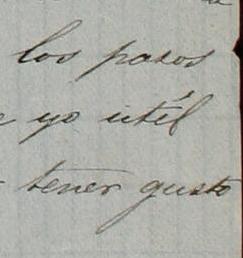 los pasos
yo útil
tener gusto